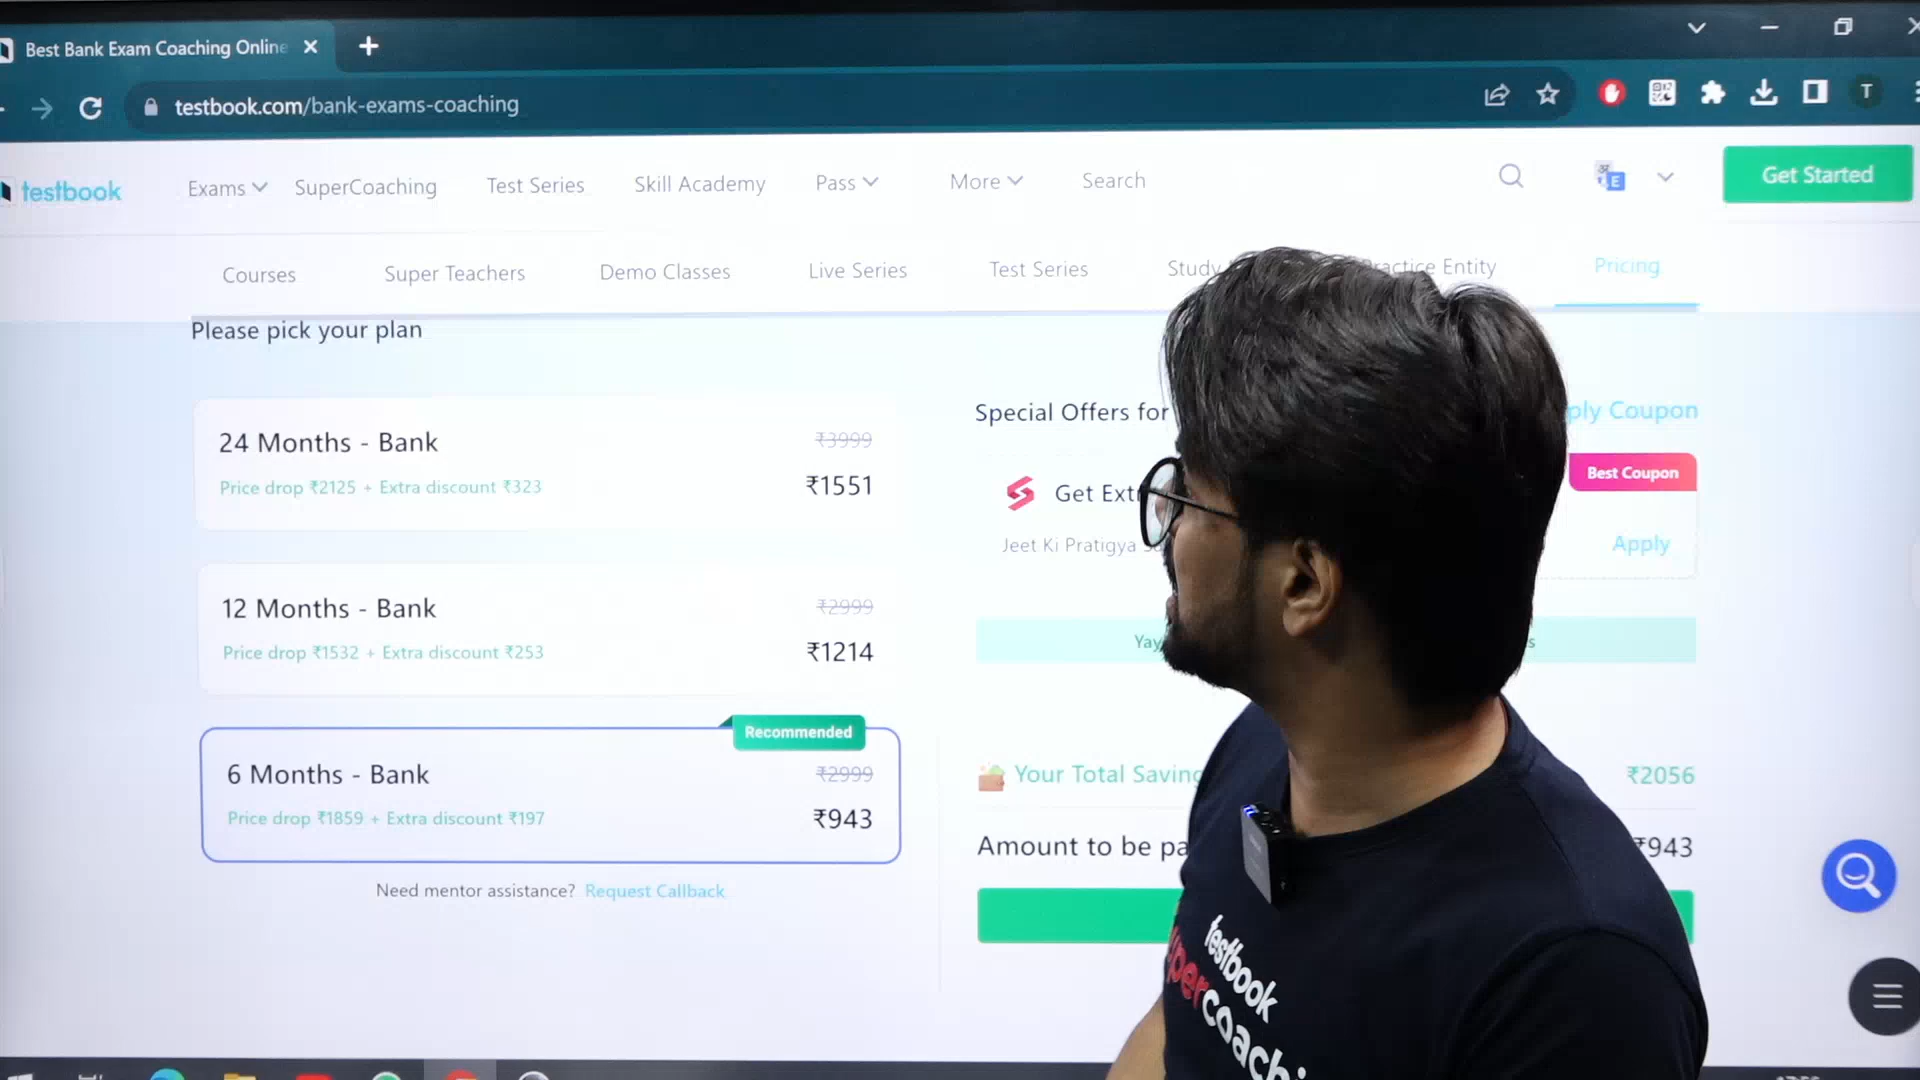 Best Bank Exam Coaching Online
testbook.com/bank-exams-coaching
testbook
Exams
SuperCoaching
Test Series
Skill Academy
Pass
More
Search
E
Get Started
T
Courses
Super Teachers
Demo Classes
Live Series
Test Series
Study
Practice Entity
Pricing
Please pick your plan
24 Months - Bank
₹3999
Price drop ₹2125 + Extra discount ₹323
₹1551
12 Months - Bank
₹2999
Price drop ₹1532 + Extra discount ₹253
₹1214
Recommended
6 Months - Bank
₹2999
Price drop ₹1859 + Extra discount ₹197
₹943
Need mentor assistance? Request Callback
Special Offers for
Coupon
Best Coupon
Get
Jeet Ki Pratigya
Apply
Your Total
₹2056
Amount to be
₹943
testbook